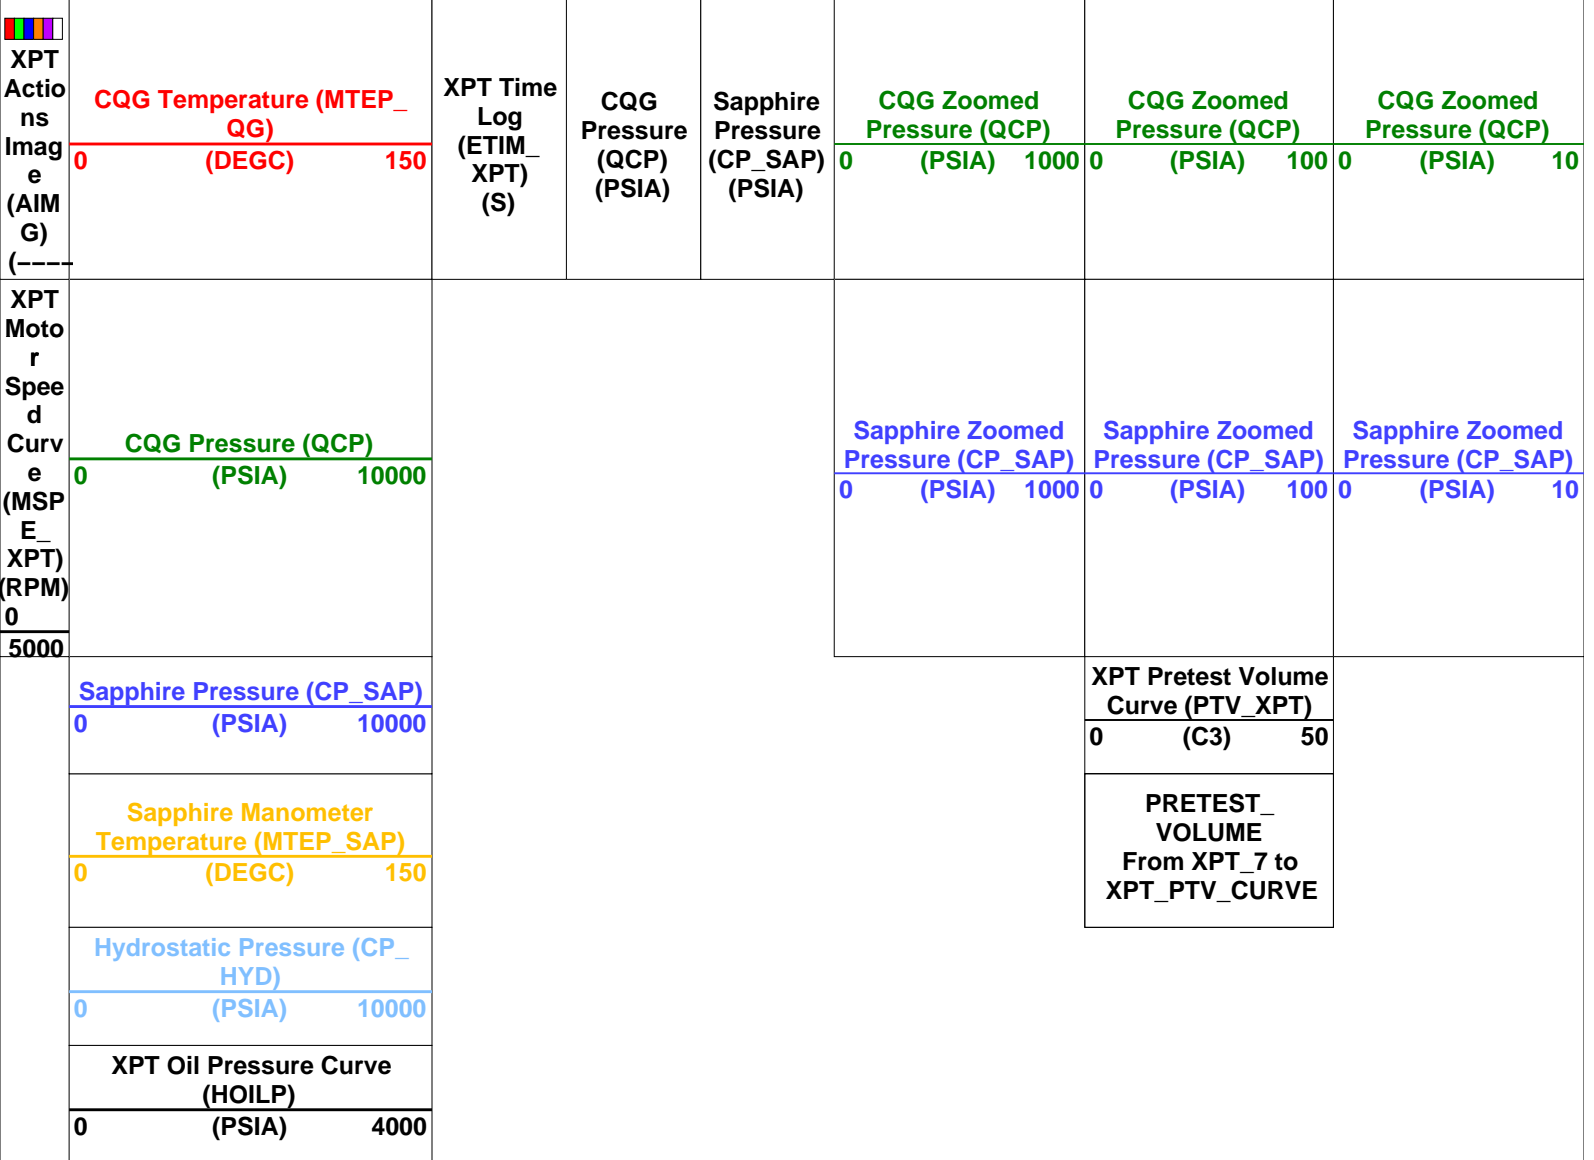 XPT
Actio
ns
Imag
e
(AIM
G)
(----
CQG Temperature (MTEP_
QG)
0 (DEGC) 150
XPT Time
Log
(ETIM_
XPT)
(S)
CQG
Pressure
(QCP)
(PSIA)
Sapphire
Pressure
(CP_SAP)
(PSIA)
CQG Zoomed
Pressure (QCP)
0 (PSIA) 1000
CQG Zoomed
Pressure (QCP)
0 (PSIA) 100
CQG Zoomed
Pressure (QCP)
0 (PSIA) 10
XPT
Moto
r
Spee
d
Curv
e
(MSP
E_
XPT)
(RPM)
0
5000
CQG Pressure (QCP)
0 (PSIA) 10000
Sapphire Zoomed
Pressure (CP_SAP)
0 (PSIA) 1000
Sapphire Zoomed
Pressure (CP_SAP)
0 (PSIA) 100
Sapphire Zoomed
Pressure (CP_SAP)
0 (PSIA) 10
Sapphire Pressure (CP_SAP)
0 (PSIA) 10000
XPT Pretest Volume
Curve (PTV_XPT)
0 (C3) 50
Sapphire Manometer
Temperature (MTEP_SAP)
0 (DEGC) 150
PRETEST_
VOLUME
From XPT_7 to
XPT_PTV_CURVE
Hydrostatic Pressure (CP_
HYD)
0 (PSIA) 10000
XPT Oil Pressure Curve
(HOILP)
0 (PSIA) 4000